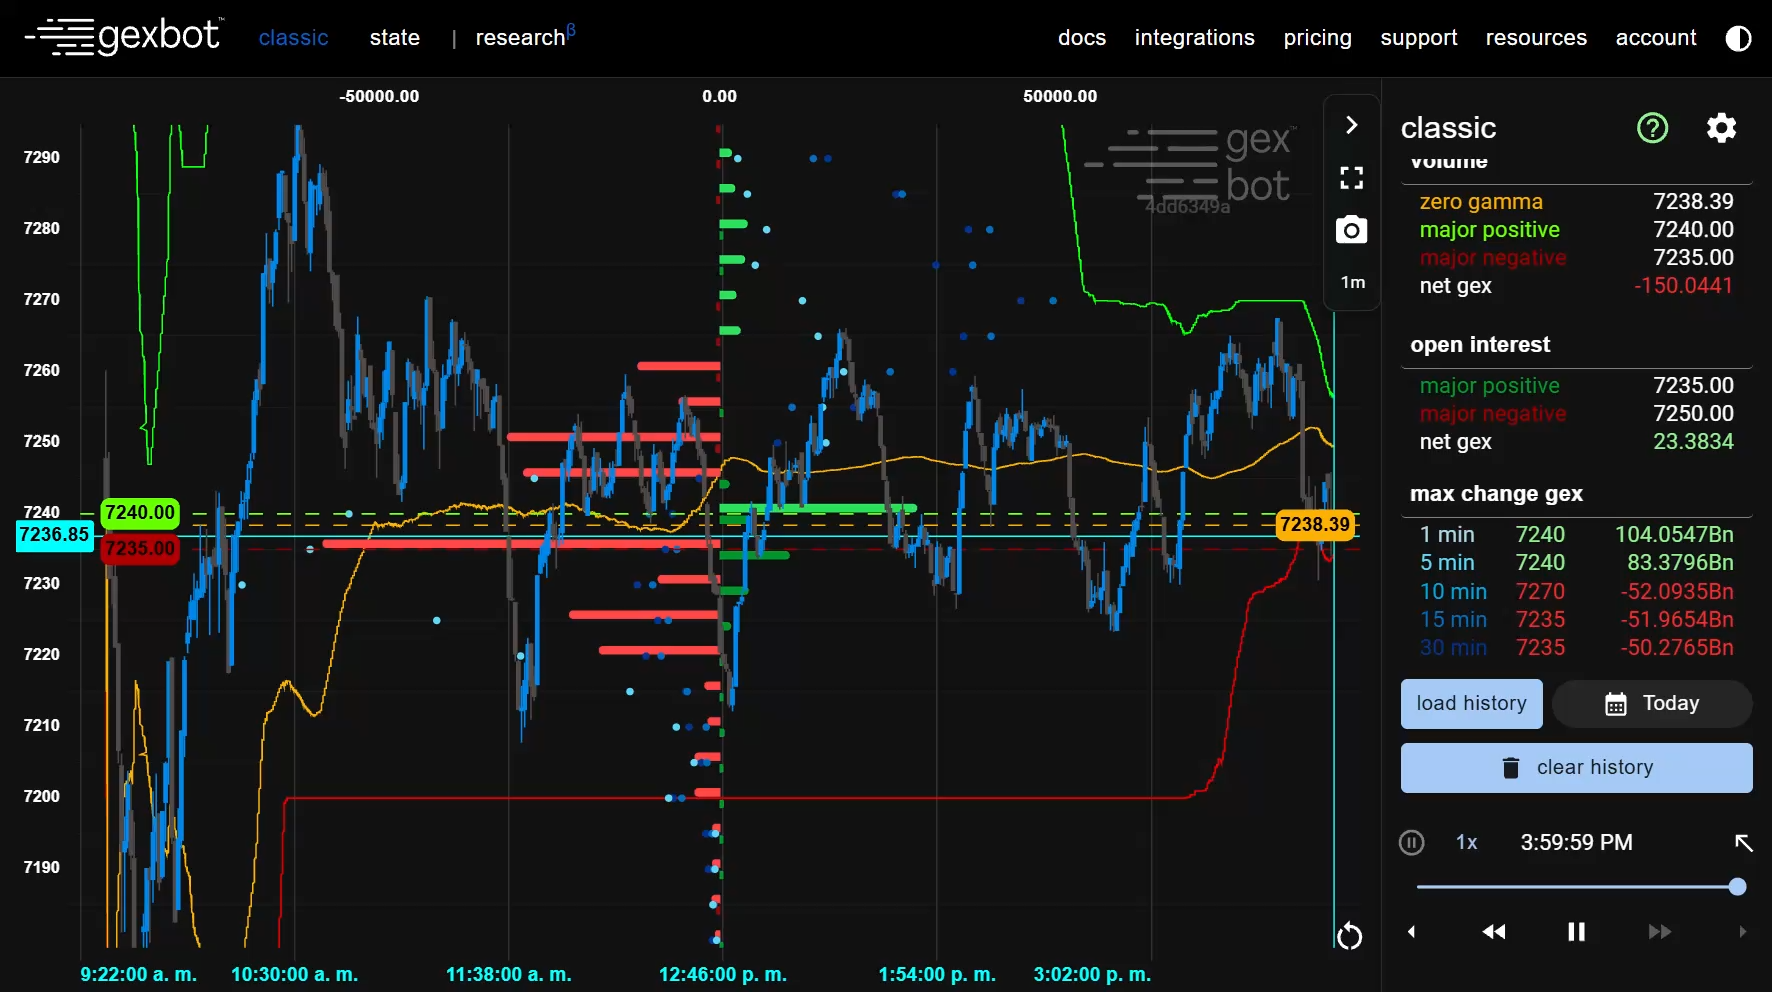 gexbot™ classic state | research β docs integrations pricing support resources account
-50000.00 0.00 50000.00
7290
7280
7270
7260
7250
7240
7230
7220
7210
7200
7190
7236.85
7240.00
7235.00
7238.39
gex™
bot
4dd6349a
1m
9:22:00 a. m. 10:30:00 a. m. 11:38:00 a. m. 12:46:00 p. m. 1:54:00 p. m. 3:02:00 p. m.
classic
volume
zero gamma 7238.39
major positive 7240.00
major negative 7235.00
net gex -150.0441
open interest
major positive 7235.00
major negative 7250.00
net gex 23.3834
max change gex
1 min 7240 104.0547Bn
5 min 7240 83.3796Bn
10 min 7270 -52.0935Bn
15 min 7235 -51.9654Bn
30 min 7235 -50.2765Bn
load history Today
clear history
1x 3:59:59 PM